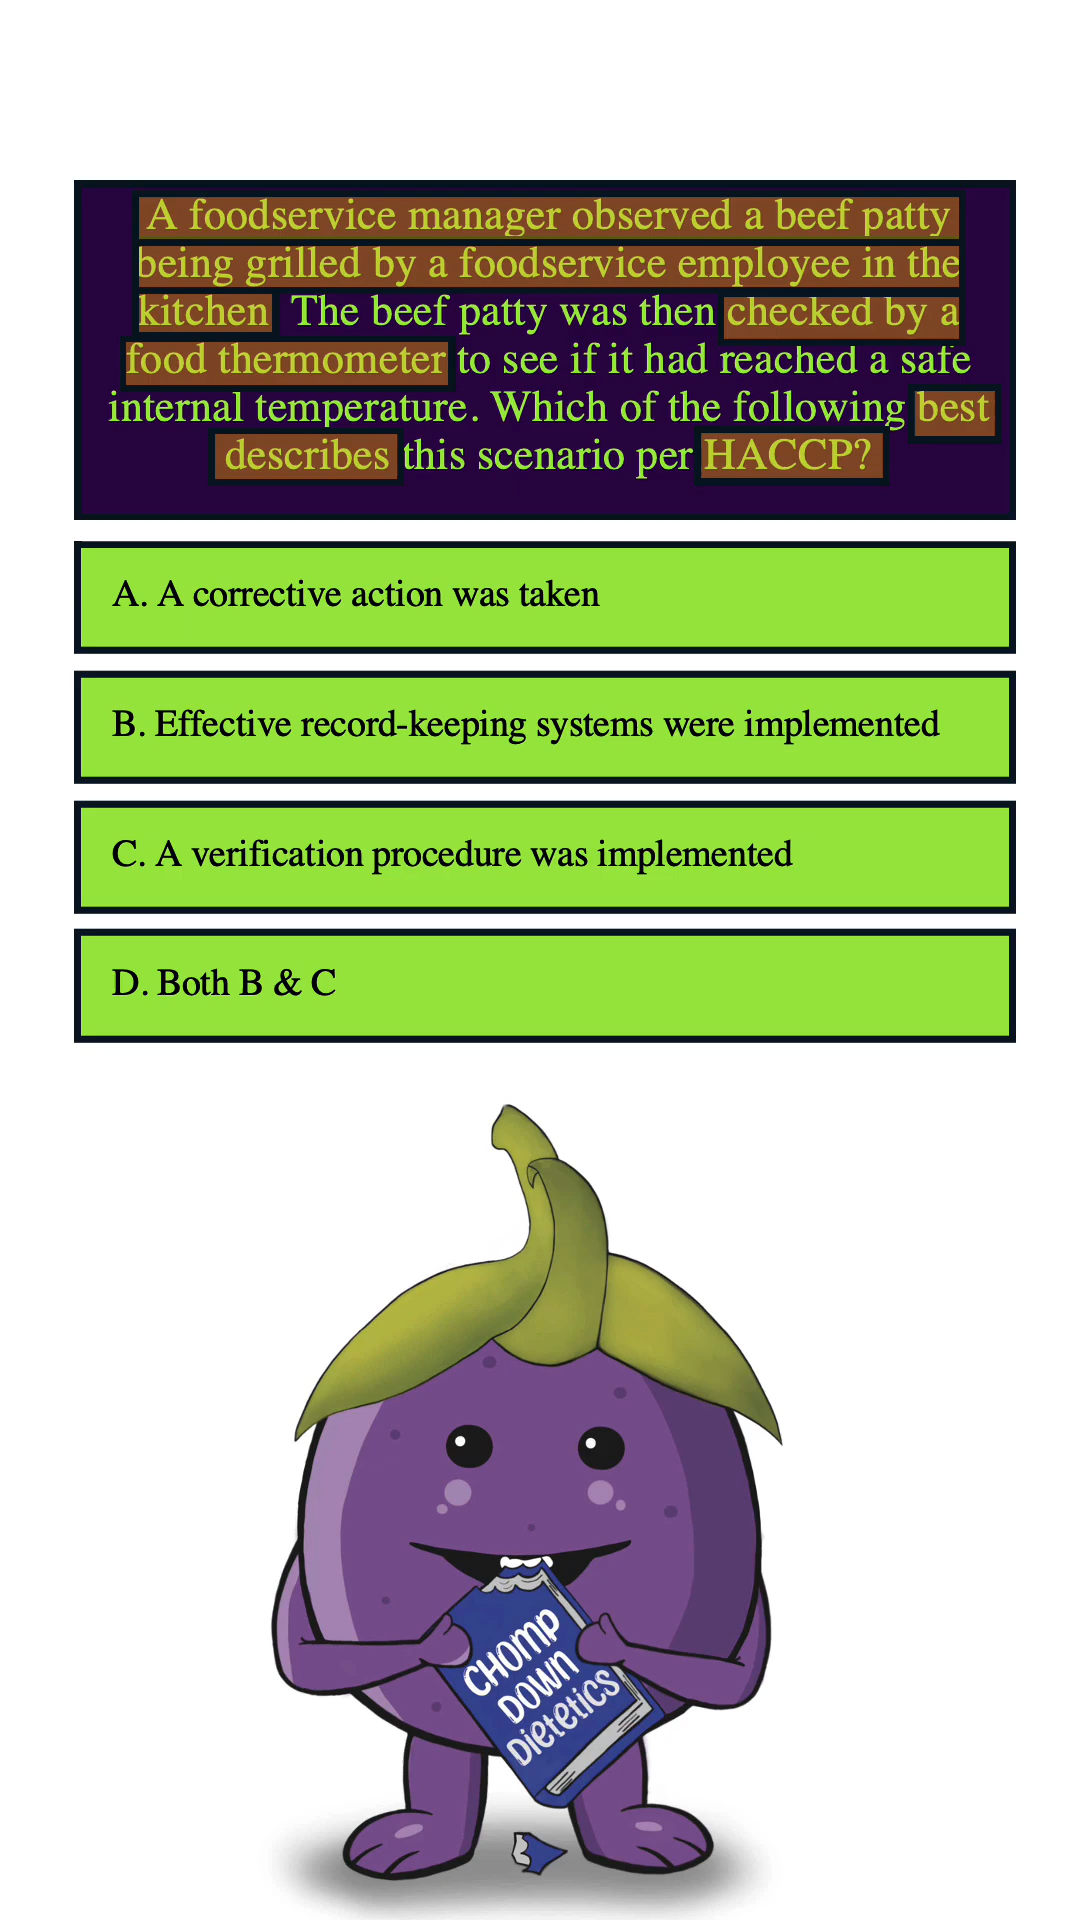 A foodservice manager observed a beef patty
being grilled by a foodservice employee in the
kitchen The beef patty was then checked by a
food thermometer to see if it had reached a safe
internal temperature. Which of the following best
describes this scenario per HACCP?
A. A corrective action was taken
B. Effective record-keeping systems were implemented
C. A verification procedure was implemented
D. Both B & C
CHOMP
DOWN
Dietetics